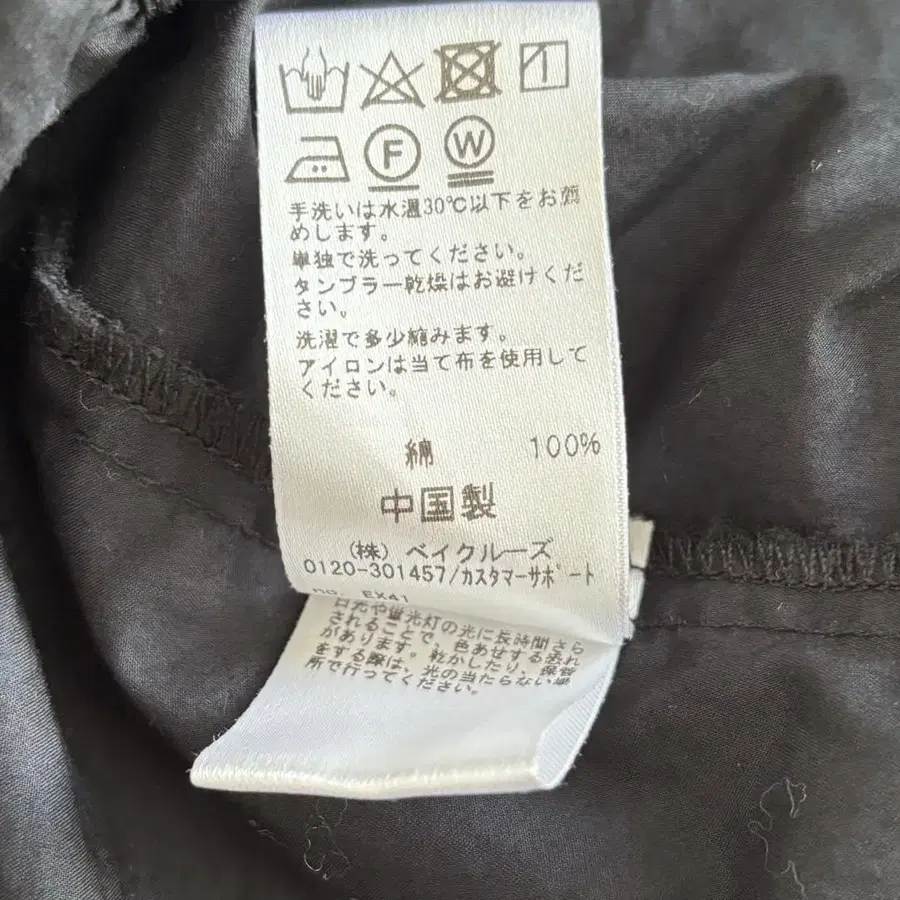 F W
手洗いは水温30℃以下をお薦
めします。
単独で洗ってください。
タンブラー乾燥はお避けくだ
さい。
洗濯で多少縮みます。
アイロンは当て布を使用して
ください。
綿 100%
中国製
(株) ベイクルーズ
0120-301457/カスタマーサポート
no. EX41
日光や蛍光灯の光に長時間さら
されることで、色あせする恐れ
があります。乾かしたり、保管
をする際は、光の当たらない場
所で行ってください。